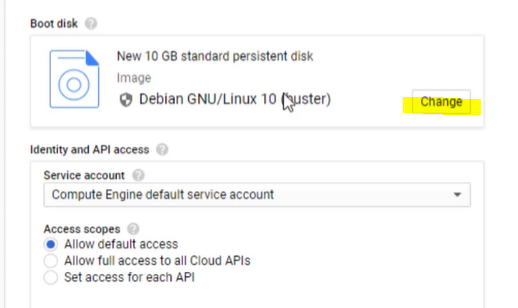 Boot disk
New 10 GB standard persistent disk
Image
Debian GNU/Linux 10 (buster)
Change
Identity and API access
Service account
Compute Engine default service account
Access scopes
Allow default access
Allow full access to all Cloud APIs
Set access for each API